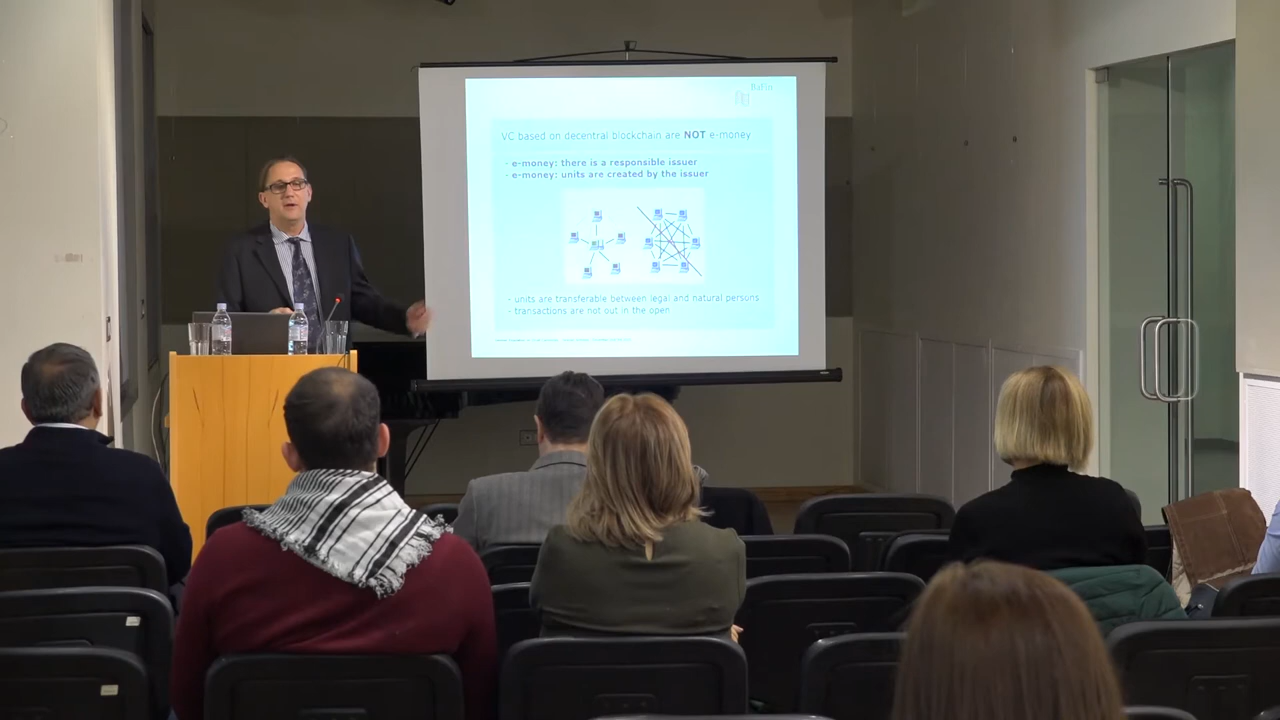 BaFin
VC based on decentral blockchain are NOT e-money
- e-money: there is a responsible issuer
- e-money: units are created by the issuer
- units are transferable between legal and natural persons
- transactions are not out in the open